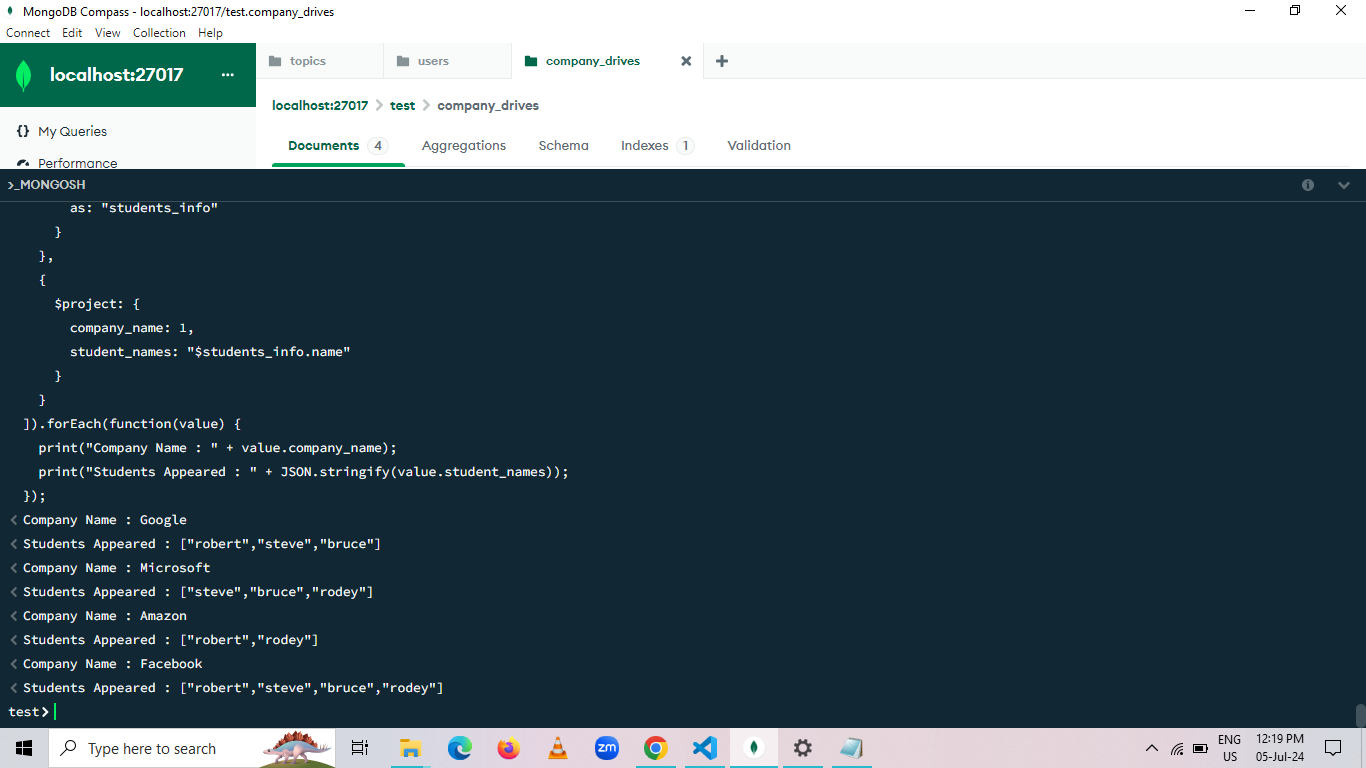 MongoDB Compass - localhost:27017/test.company_drives
Connect Edit View Collection Help
localhost:27017 ...
topics
users
company_drives
localhost:27017 > test > company_drives
{} My Queries
Performance
Documents 4
Aggregations
Schema
Indexes 1
Validation
>_MONGOSH
as: "students_info"
}
},
{
$project: {
company_name: 1,
student_names: "$students_info.name"
}
}
]).forEach(function(value) {
print("Company Name : " + value.company_name);
print("Students Appeared : " + JSON.stringify(value.student_names));
});
< Company Name : Google
< Students Appeared : ["robert","steve","bruce"]
< Company Name : Microsoft
< Students Appeared : ["steve","bruce","rodey"]
< Company Name : Amazon
< Students Appeared : ["robert","rodey"]
< Company Name : Facebook
< Students Appeared : ["robert","steve","bruce","rodey"]
test>
Type here to search
zm
ENG
US
12:19 PM
05-Jul-24